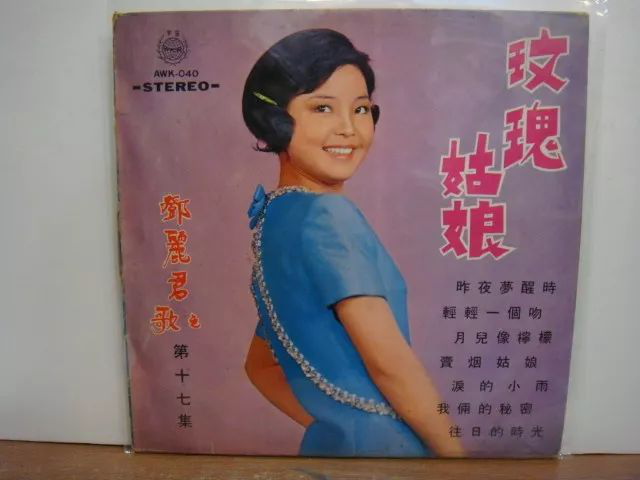 AWK-040
-STEREO-
玫瑰
姑娘
鄧麗君
歌之
第十七集
昨夜夢醒時
輕輕一個吻
月兒像檸檬
賣烟姑娘
淚的小雨
我倆的秘密
往日的時光